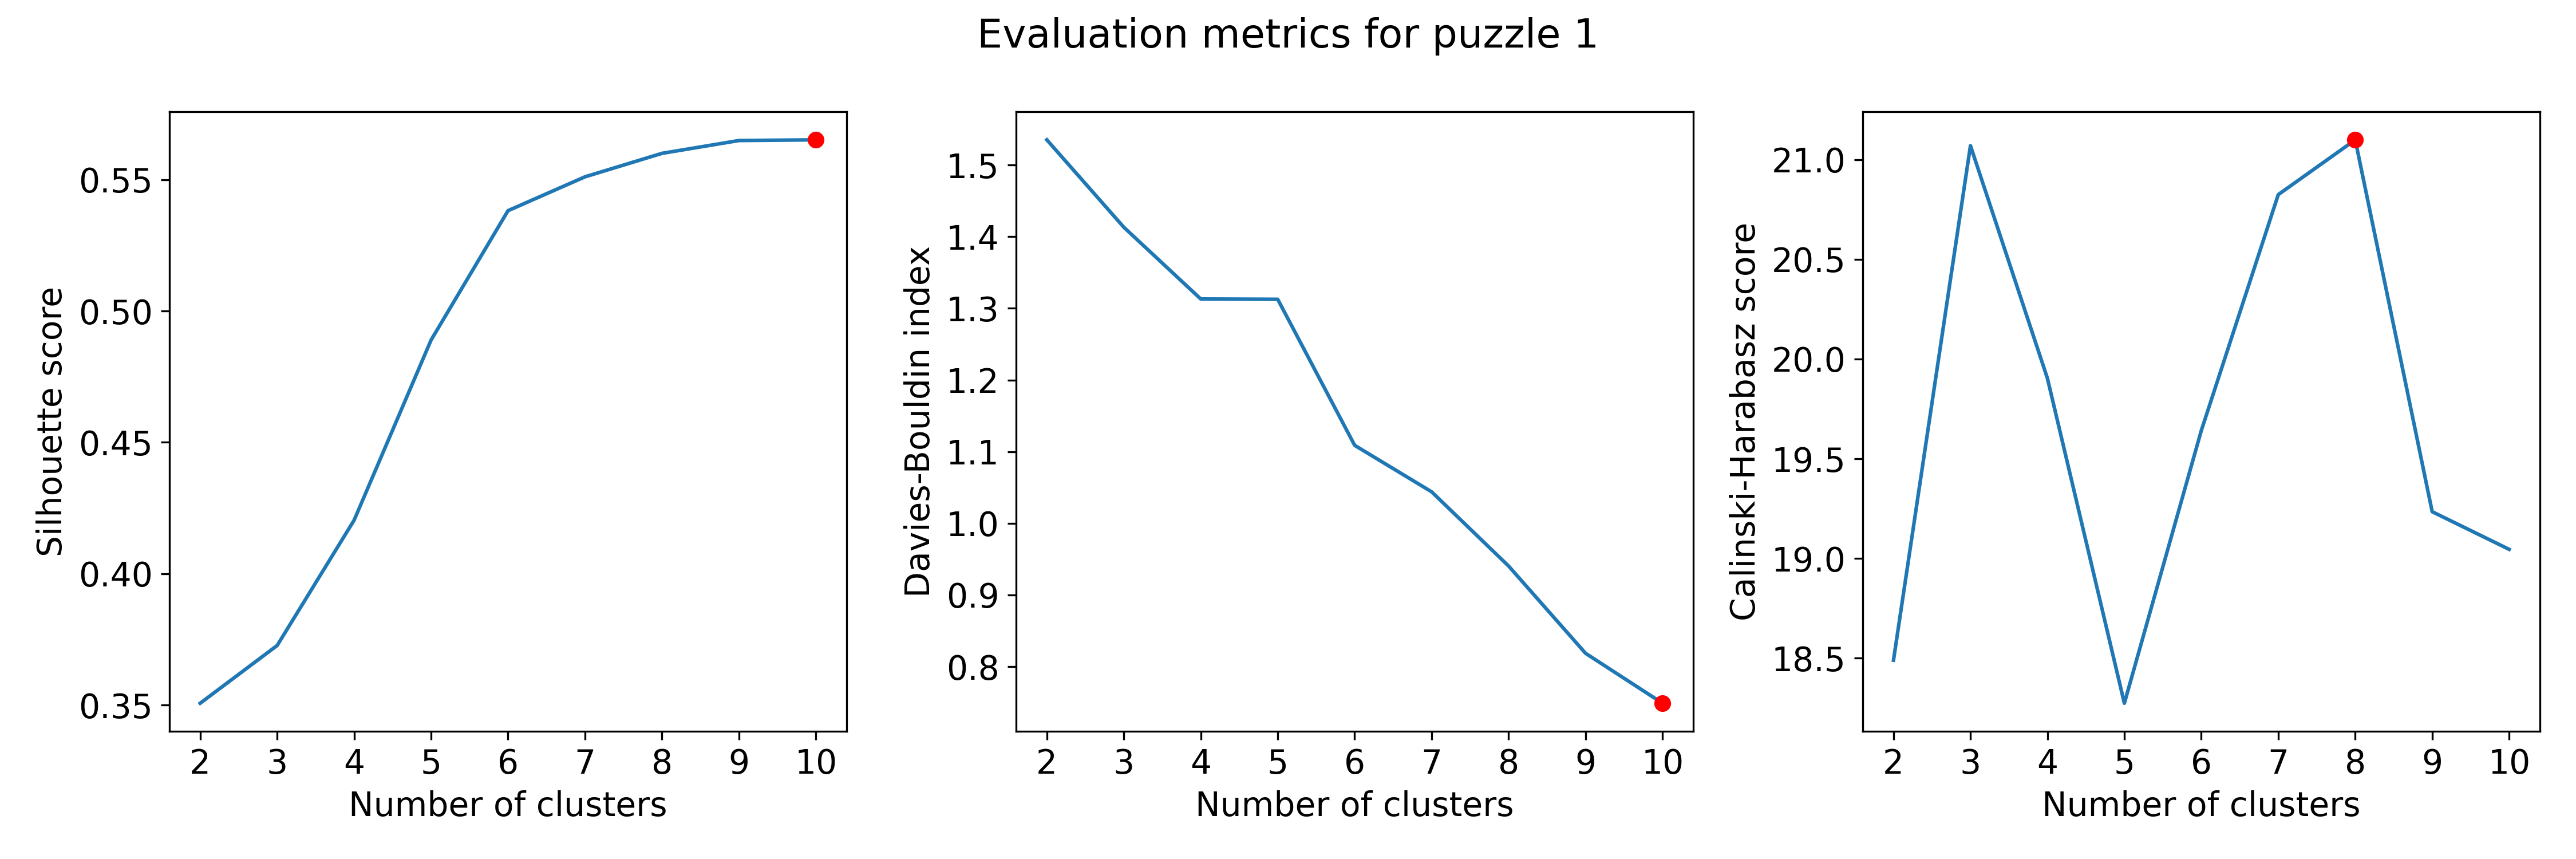 Evaluation metrics for puzzle 1
Silhouette score
0.55
0.50
0.45
0.40
0.35
2 3 4 5 6 7 8 9 10
Number of clusters
Davies-Bouldin index
1.5
1.4
1.3
1.2
1.1
1.0
0.9
0.8
2 3 4 5 6 7 8 9 10
Number of clusters
Calinski-Harabasz score
21.0
20.5
20.0
19.5
19.0
18.5
2 3 4 5 6 7 8 9 10
Number of clusters